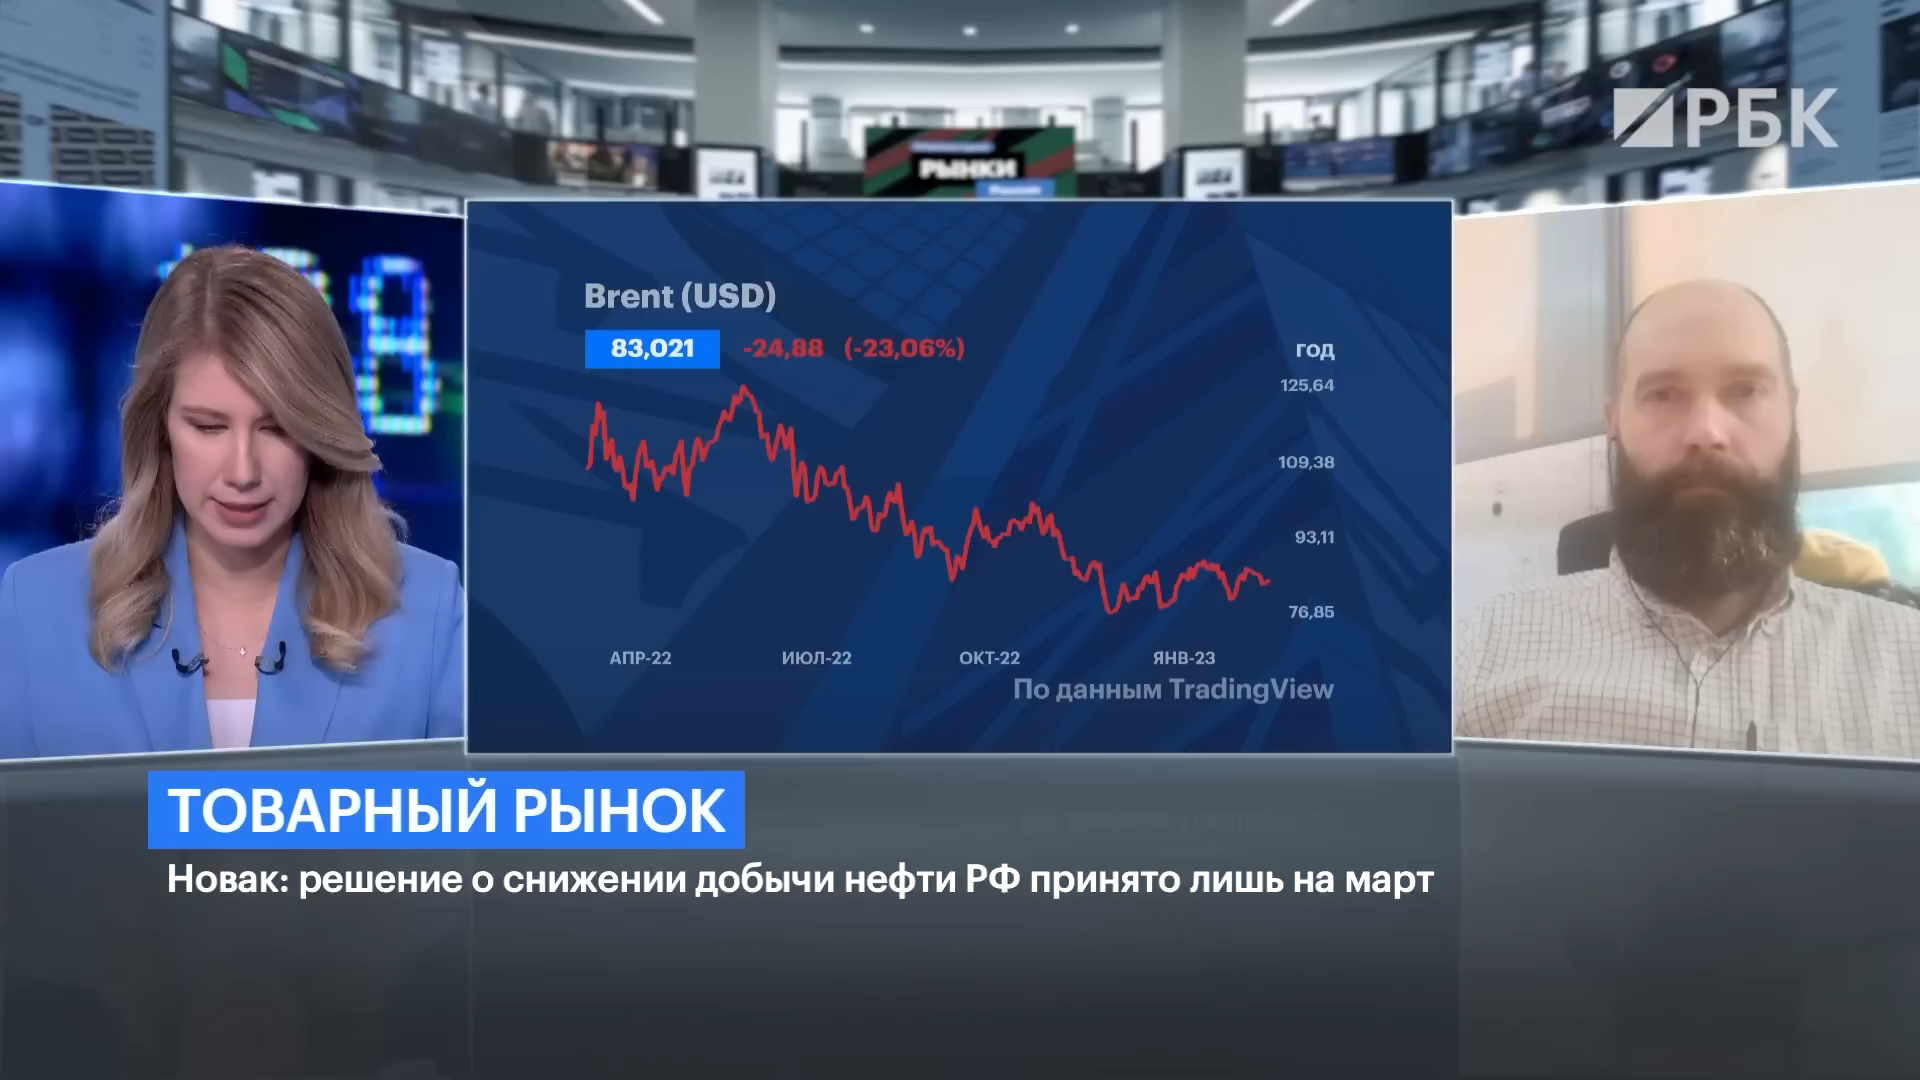 РБК
РЫНКИ
Brent (USD)
83,021 -24,88 (-23,06%)
год
125,64
109,38
93,11
76,85
АПР-22 ИЮЛ-22 ОКТ-22 ЯНВ-23
По данным TradingView
ТОВАРНЫЙ РЫНОК
Новак: решение о снижении добычи нефти РФ принято лишь на март